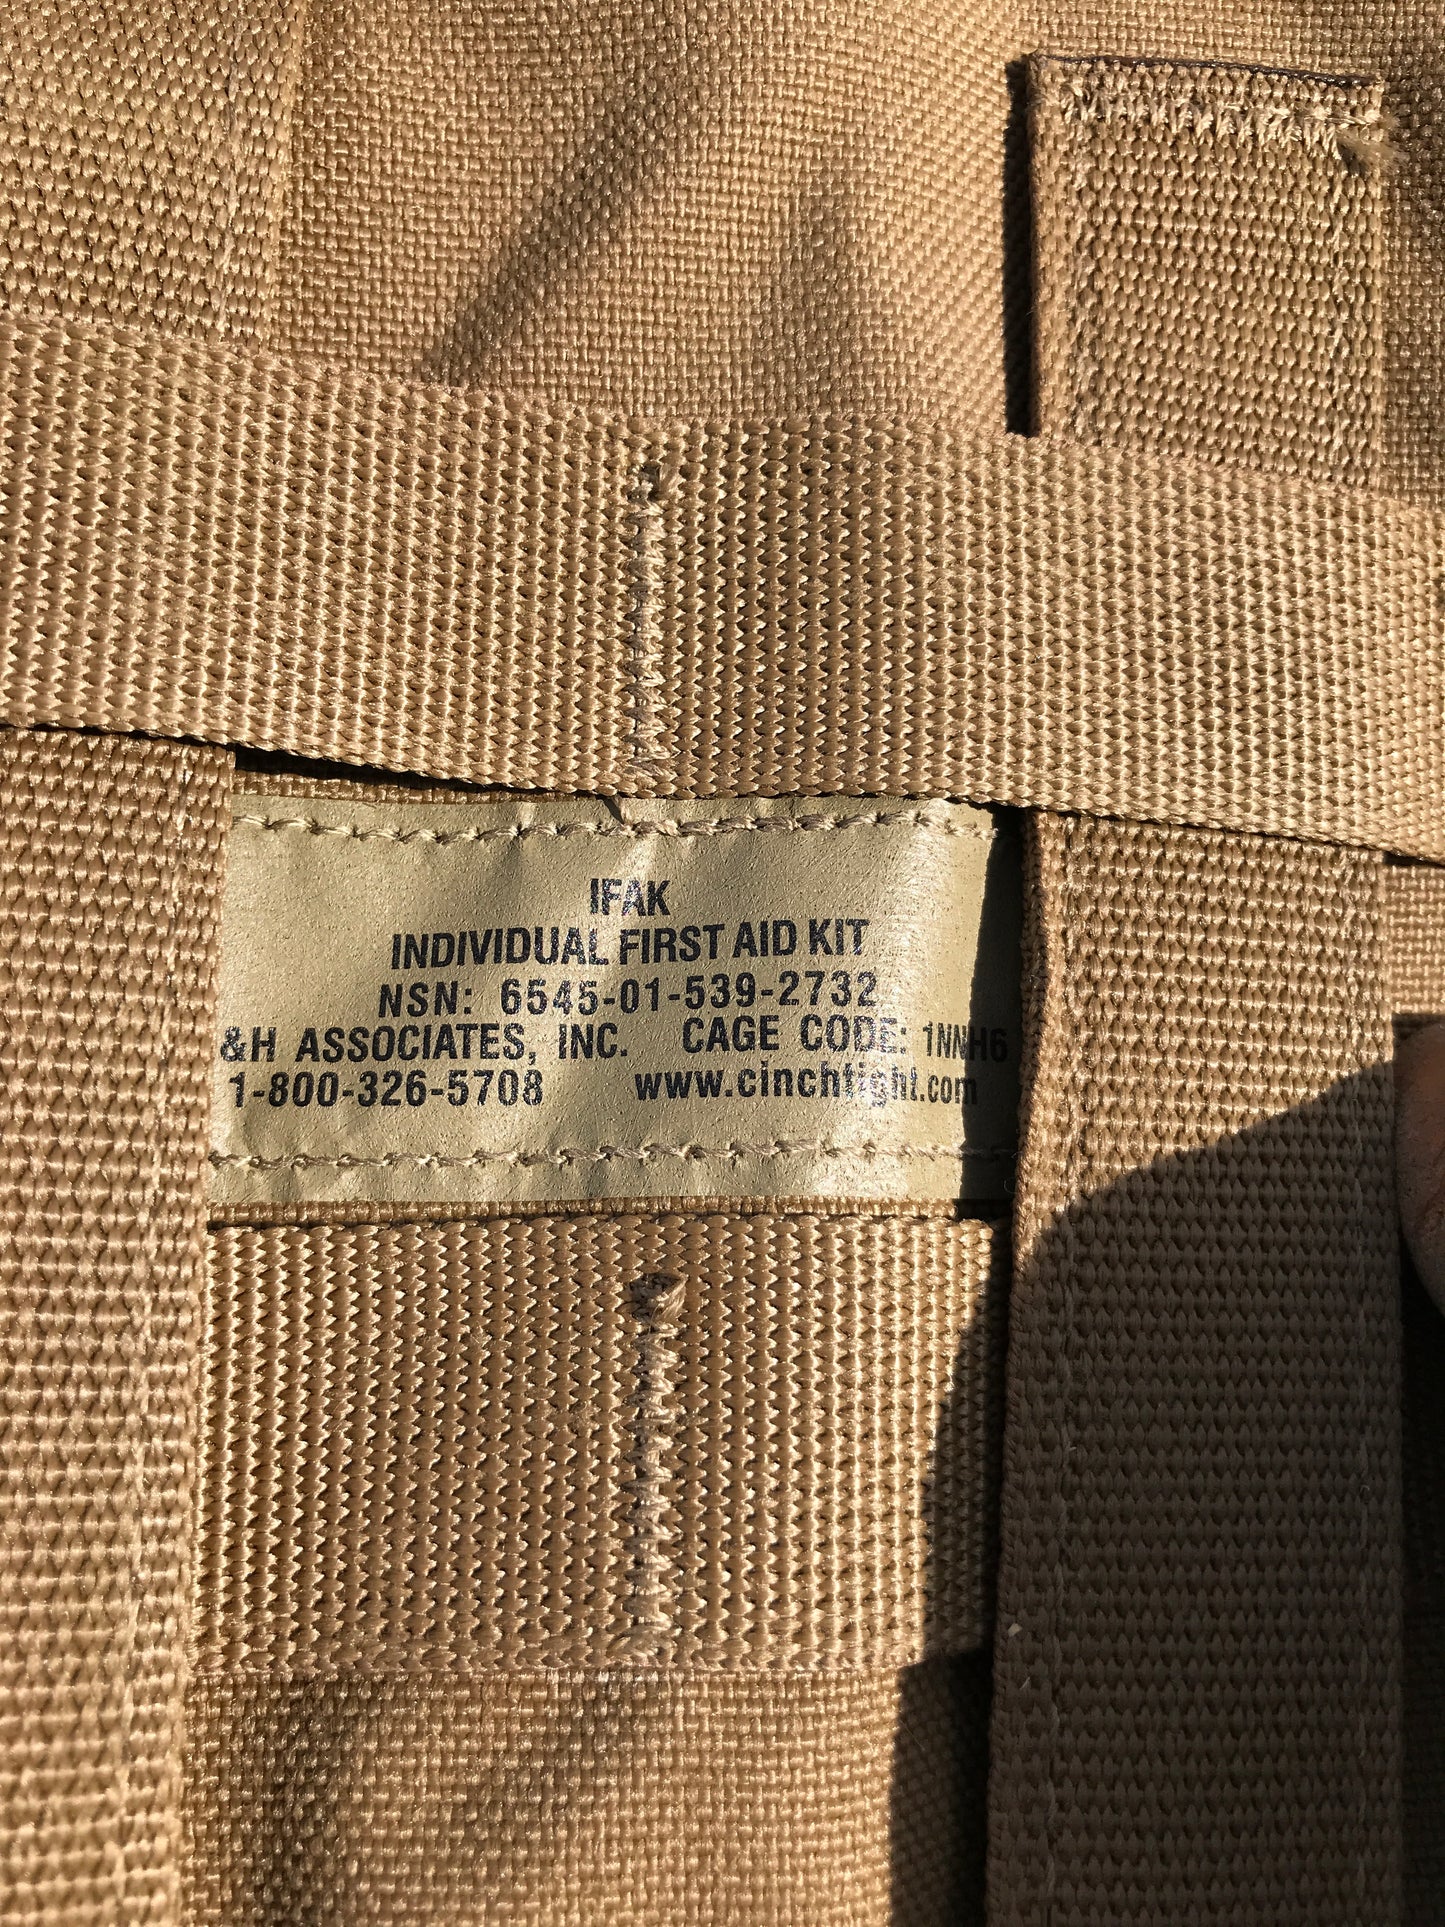 IFAK
INDIVIDUAL FIRST AID KIT
NSN: 6545-01-539-2732
&H ASSOCIATES, INC. CAGE CODE: 1NNH6
1-800-326-5708 www.cinchtight.com